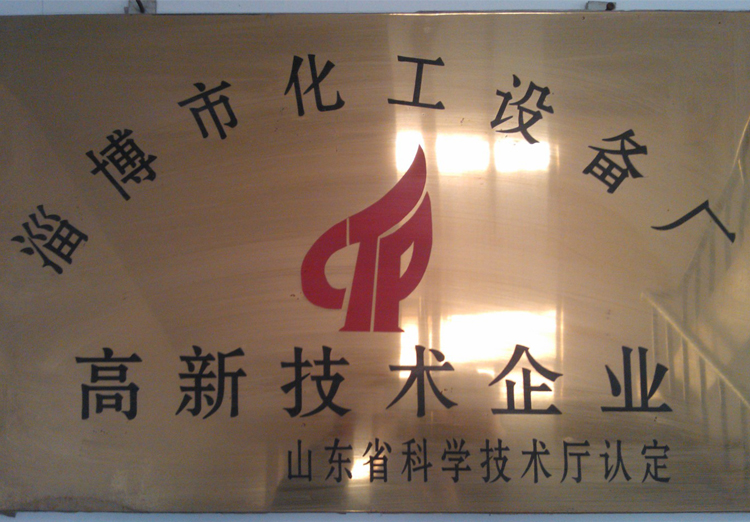 淄博市化工设备厂
CTP
高新技术企业
山东省科学技术厅认定